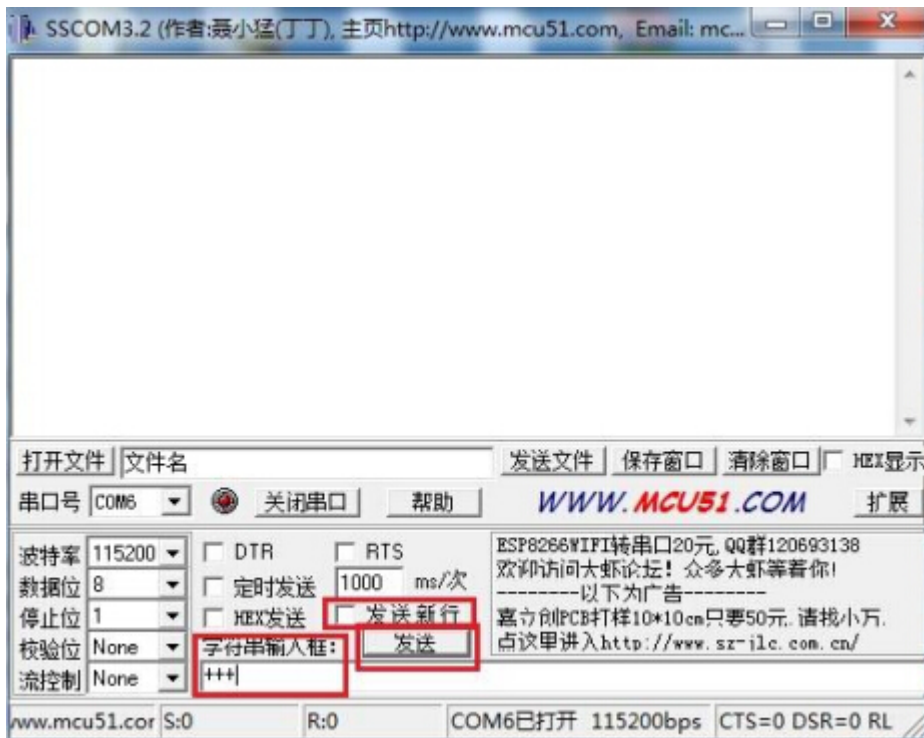 SSCOM3.2 (作者:聂小猛(丁丁), 主页http://www.mcu51.com, Email: mc...
打开文件 文件名 发送文件 保存窗口 清除窗口 HEX显示
串口号 COM6 关闭串口 帮助 WWW.MCU51.COM 扩展
波特率 115200 DTR RTS
数据位 8 定时发送 1000 ms/次
停止位 1 HEX发送 发送新行
校验位 None 字符串输入框: 发送
流控制 None +++
ESP8266WIFI转串口20元,QQ群120693138
欢迎访问大虾论坛! 众多大虾等着你!
--------以下为广告--------
嘉立创PCB打样10*10cm只要50元.请找小万.
点这里进入http://www.sz-jlc.com.cn/
www.mcu51.cor S:0 R:0 COM6已打开 115200bps CTS=0 DSR=0 RL